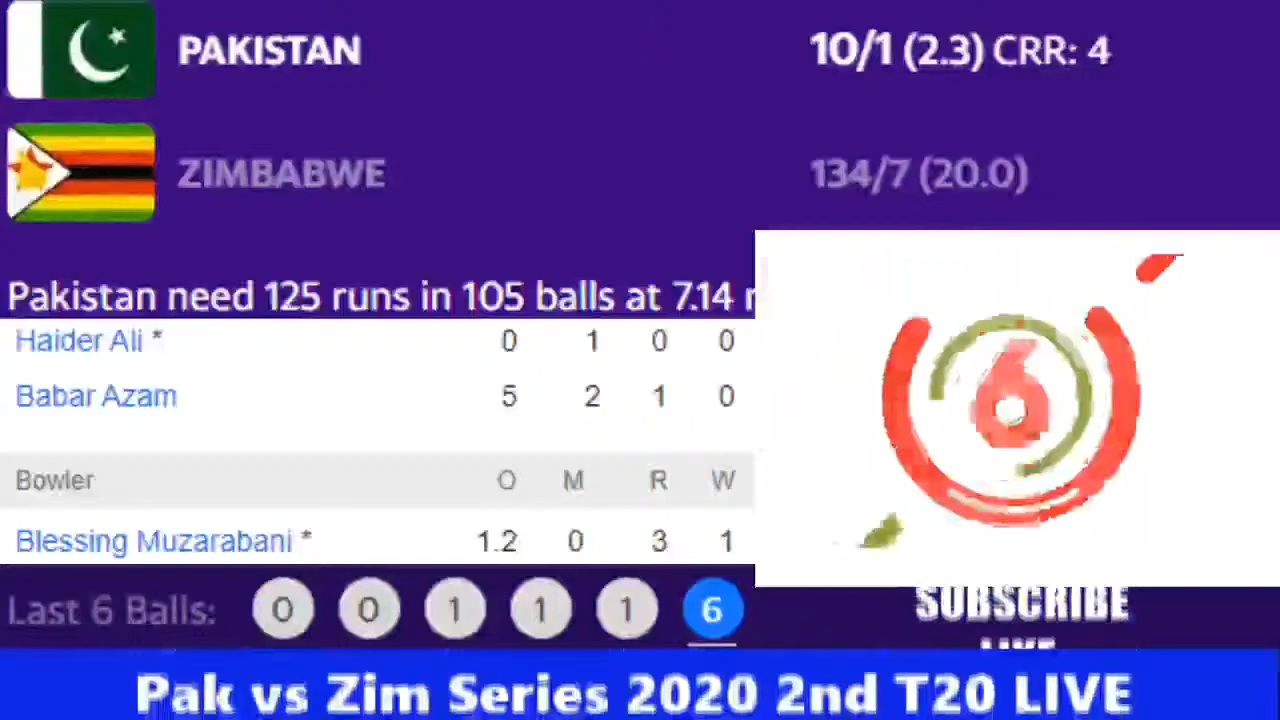 PAKISTAN 10/1 (2.3) CRR: 4
ZIMBABWE 134/7 (20.0)
Pakistan need 125 runs in 105 balls at 7.14
Haider Ali * 0 1 0 0
Babar Azam 5 2 1 0
Bowler O M R W
Blessing Muzarabani * 1.2 0 3 1
6
Last 6 Balls: 0 0 1 1 1 6
SUBSCRIBE
LIKE
Pak vs Zim Series 2020 2nd T20 LIVE